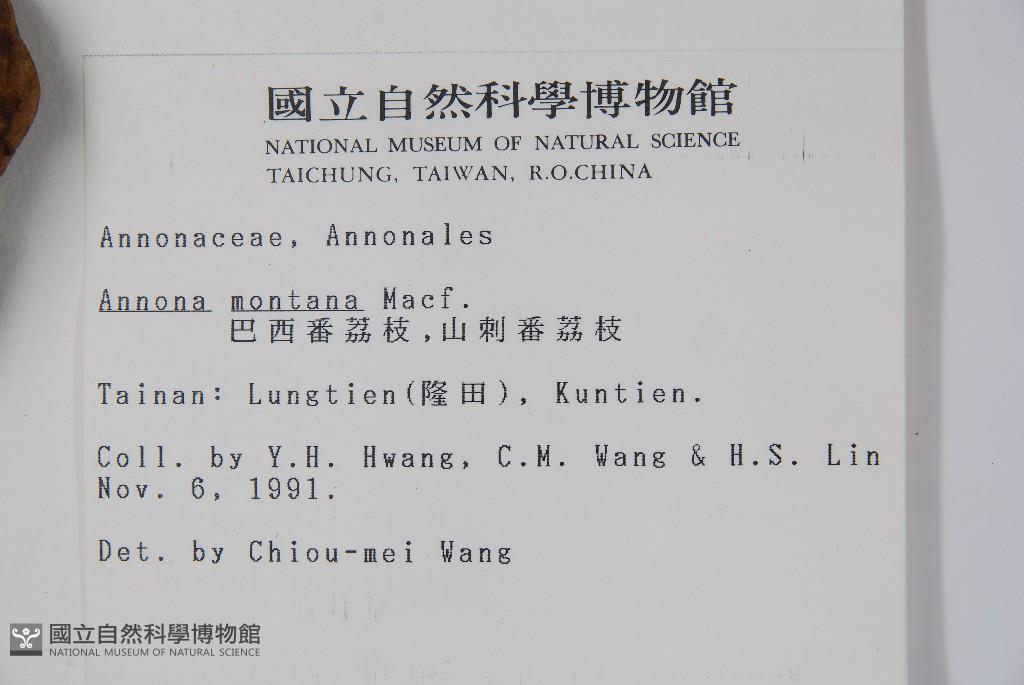 國立自然科學博物館
NATIONAL MUSEUM OF NATURAL SCIENCE
TAICHUNG, TAIWAN, R.O.CHINA
Annonaceae, Annonales
Annona montana Macf.
巴西番荔枝,山刺番荔枝
Tainan: Lungtien(隆田), Kuntien.
Coll. by Y.H. Hwang, C.M. Wang & H.S. Lin
Nov. 6, 1991.
Det. by Chiou-mei Wang
國立自然科學博物館
NATIONAL MUSEUM OF NATURAL SCIENCE